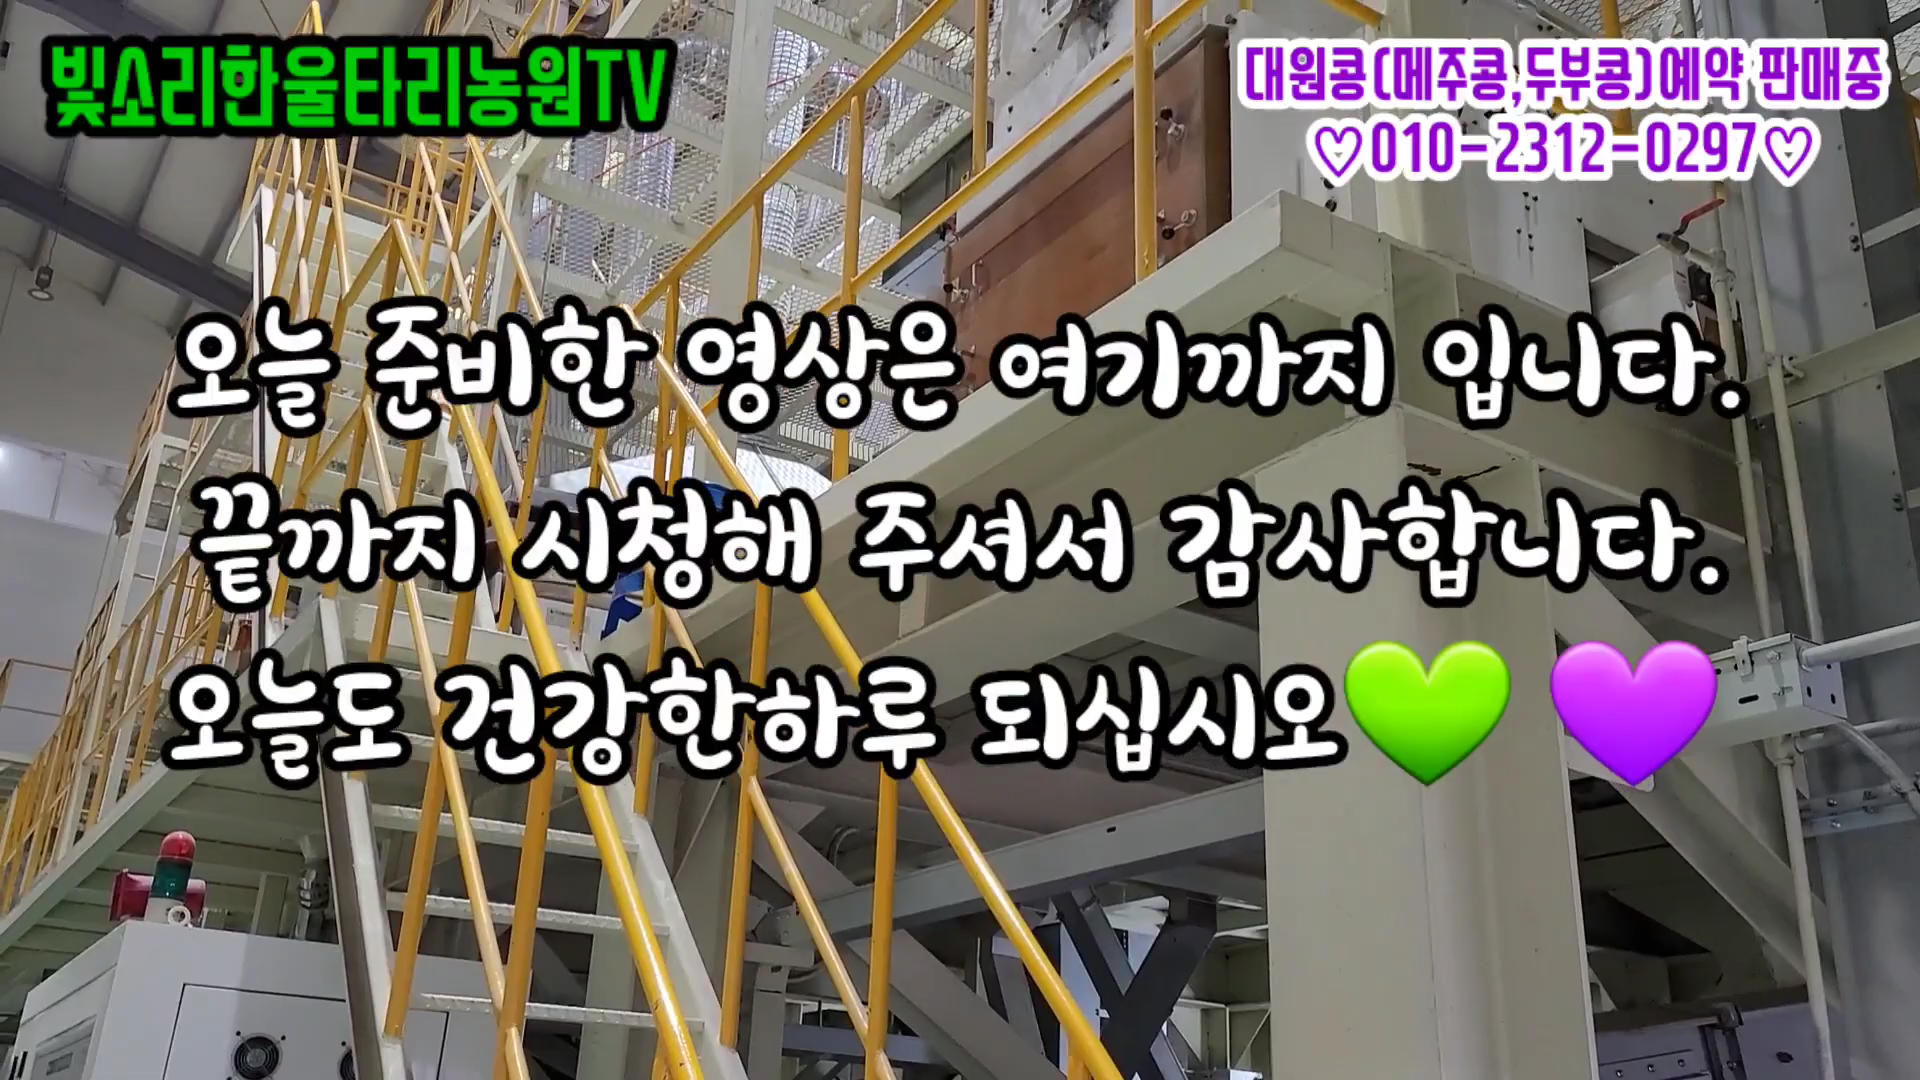 빛소리한울타리농원TV
대원콩(메주콩,두부콩)예약 판매중
♡010-2312-0297♡
오늘 준비한 영상은 여기까지 입니다.
끝까지 시청해 주셔서 감사합니다.
오늘도 건강한하루 되십시오💚 💜